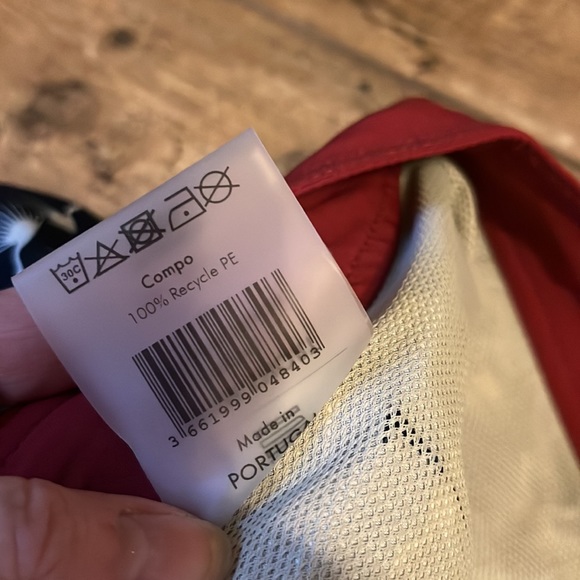 30C
Compo
100% Recycle PE
3 661999 048403
Made in
PORTUGAL